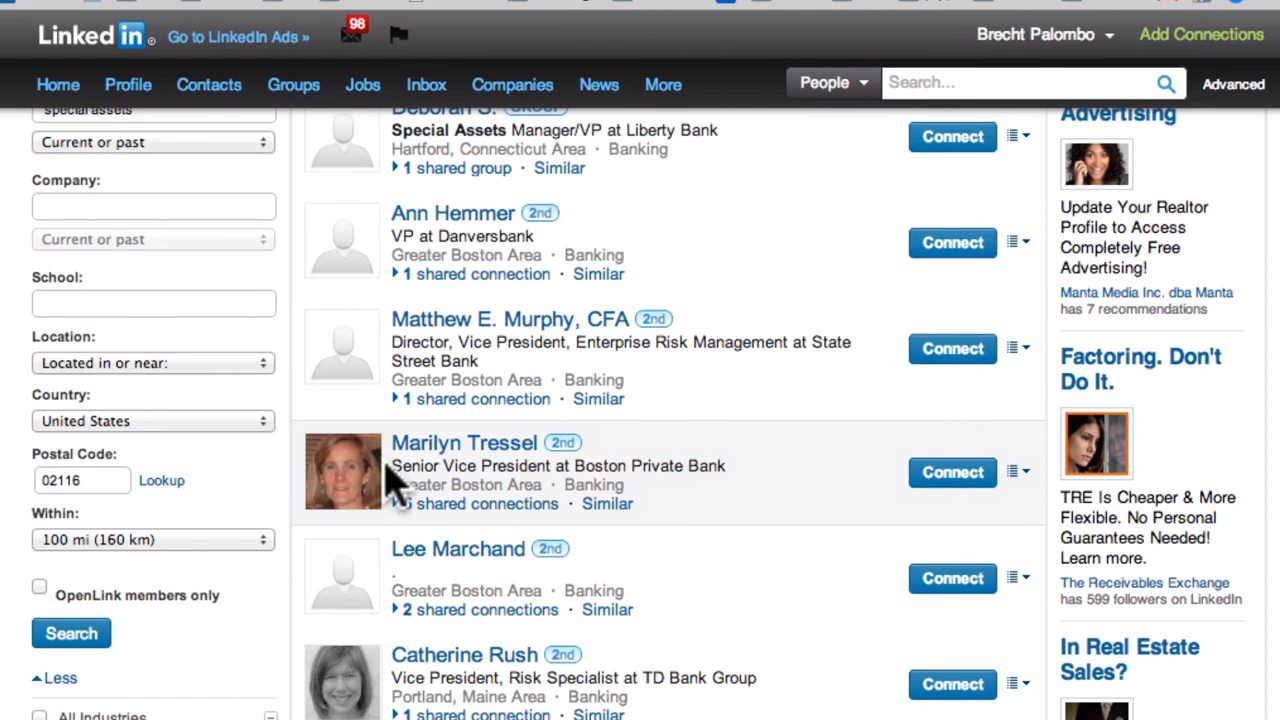 Linked in
Go to LinkedIn Ads »
98
Brecht Palombo
Add Connections
Home
Profile
Contacts
Groups
Jobs
Inbox
Companies
News
More
People
Search...
Advanced
special assets
Current or past
Company:
Current or past
School:
Location:
Located in or near:
Country:
United States
Postal Code:
02116
Lookup
Within:
100 mi (160 km)
OpenLink members only
Search
Less
All Industries
Deborah S. GROUP
Special Assets Manager/VP at Liberty Bank
Hartford, Connecticut Area · Banking
1 shared group · Similar
Connect
Ann Hemmer 2nd
VP at Danversbank
Greater Boston Area · Banking
1 shared connection · Similar
Connect
Matthew E. Murphy, CFA 2nd
Director, Vice President, Enterprise Risk Management at State
Street Bank
Greater Boston Area · Banking
1 shared connection · Similar
Connect
Marilyn Tressel 2nd
Senior Vice President at Boston Private Bank
Greater Boston Area · Banking
shared connections · Similar
Connect
Lee Marchand 2nd
.
Greater Boston Area · Banking
2 shared connections · Similar
Connect
Catherine Rush 2nd
Vice President, Risk Specialist at TD Bank Group
Portland, Maine Area · Banking
1 shared connection · Similar
Connect
Advertising
Update Your Realtor
Profile to Access
Completely Free
Advertising!
Manta Media Inc. dba Manta
has 7 recommendations
Factoring. Don't
Do It.
TRE Is Cheaper & More
Flexible. No Personal
Guarantees Needed!
Learn more.
The Receivables Exchange
has 599 followers on LinkedIn
In Real Estate
Sales?